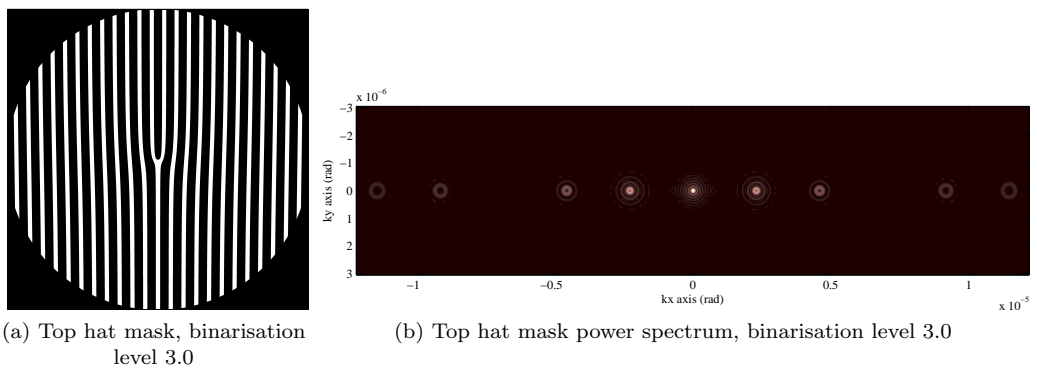 x 10⁻⁶
−3
−2
−1
0
1
2
3
ky axis (rad)
−1
−0.5
0
0.5
1
kx axis (rad)
x 10⁻⁵
(a) Top hat mask, binarisation
level 3.0
(b) Top hat mask power spectrum, binarisation level 3.0